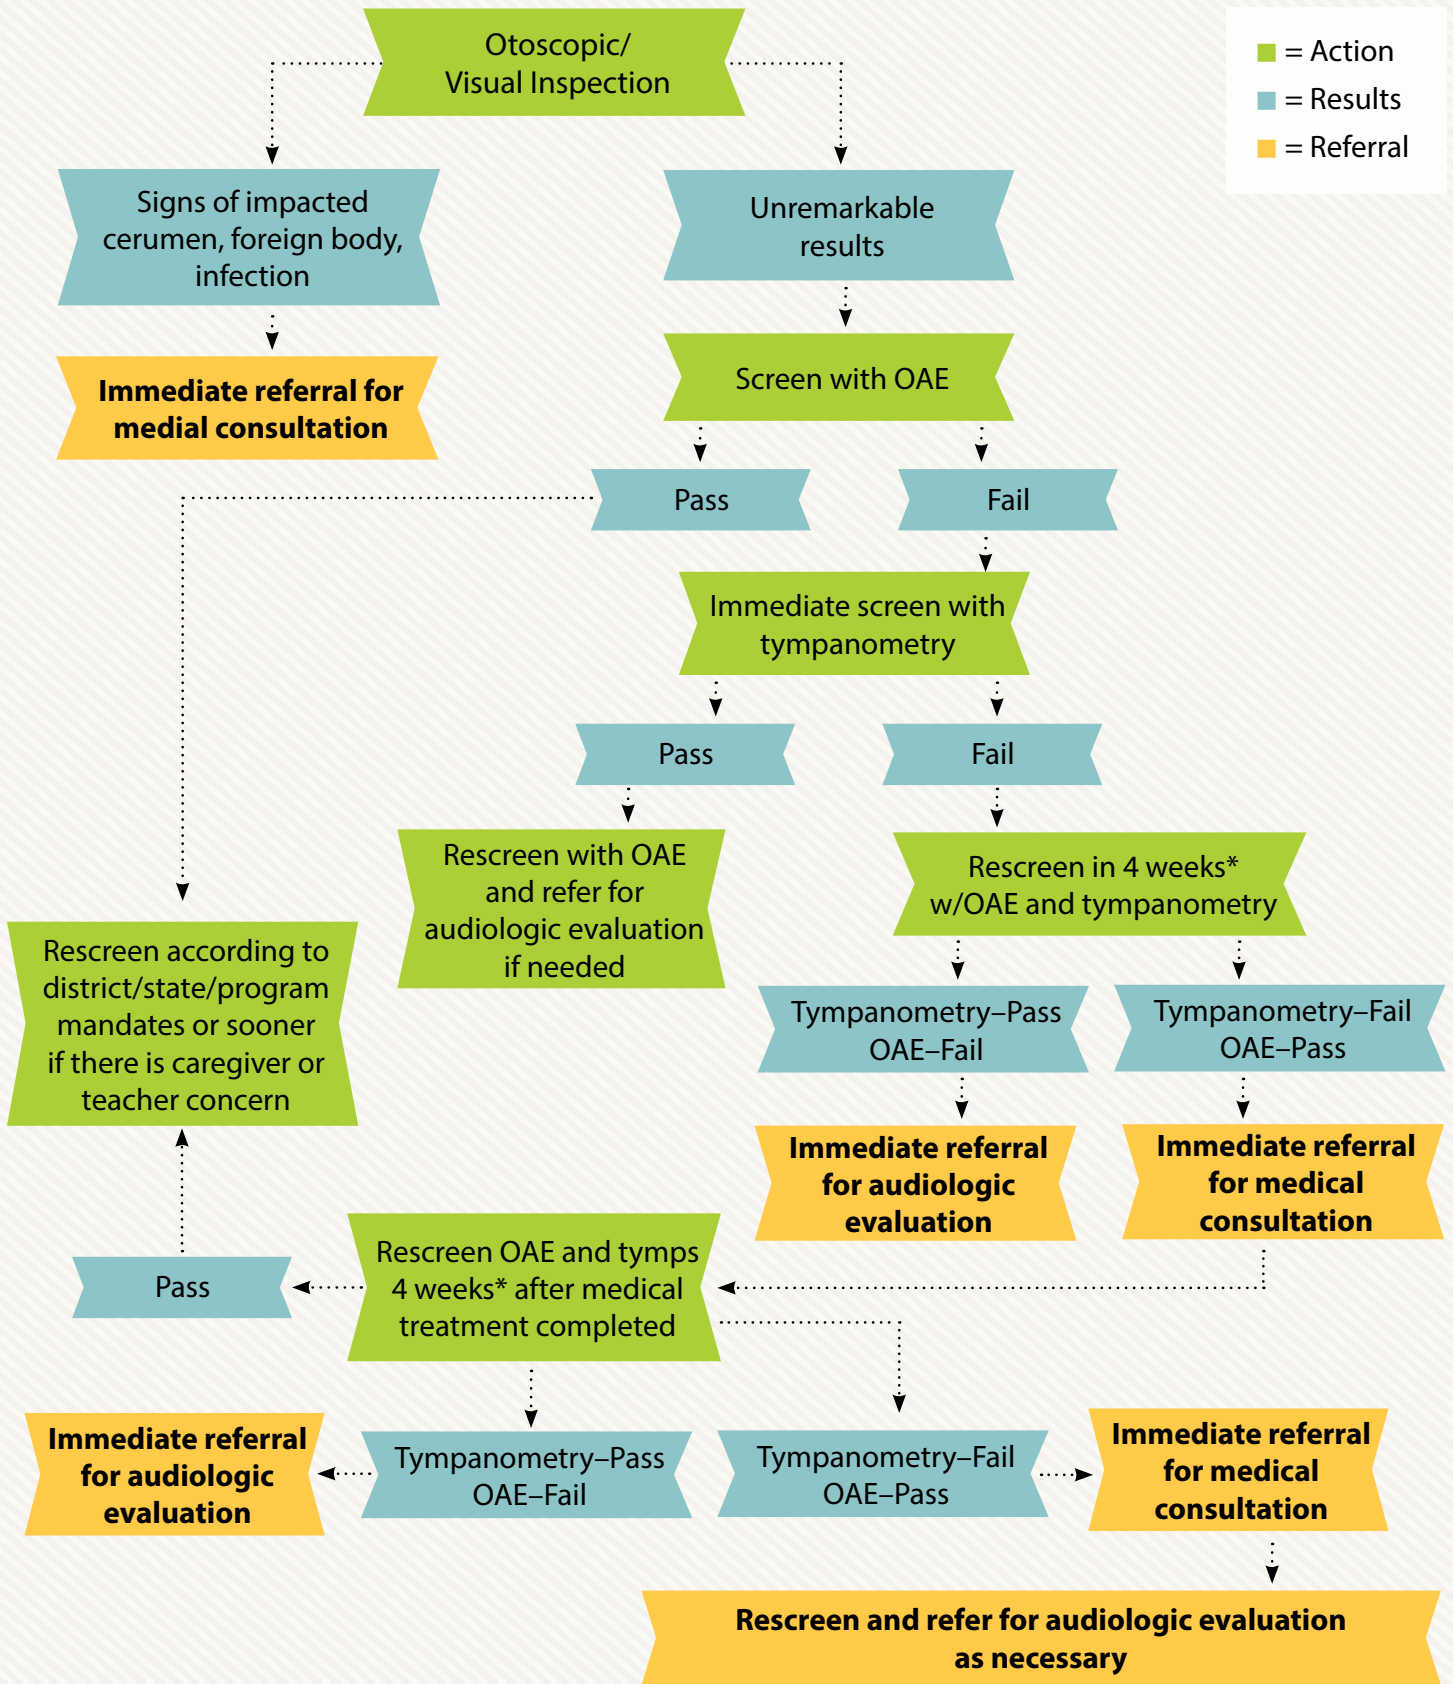 Otoscopic/
Visual Inspection
= Action
= Results
= Referral
Signs of impacted
cerumen, foreign body,
infection
Unremarkable
results
Immediate referral for
medial consultation
Screen with OAE
Pass
Fail
Immediate screen with
tympanometry
Pass
Fail
Rescreen with OAE
and refer for
audiologic evaluation
if needed
Rescreen in 4 weeks*
w/OAE and tympanometry
Rescreen according to
district/state/program
mandates or sooner
if there is caregiver or
teacher concern
Tympanometry–Pass
OAE–Fail
Tympanometry–Fail
OAE–Pass
Immediate referral
for audiologic
evaluation
Immediate referral
for medical
consultation
Pass
Rescreen OAE and tymps
4 weeks* after medical
treatment completed
Immediate referral
for audiologic
evaluation
Tympanometry–Pass
OAE–Fail
Tympanometry–Fail
OAE–Pass
Immediate referral
for medical
consultation
Rescreen and refer for audiologic evaluation
as necessary